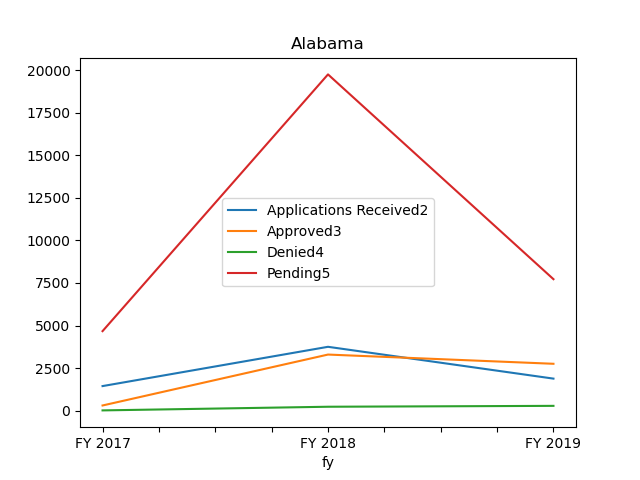 Alabama
20000
17500
15000
12500
10000
7500
5000
2500
0
Applications Received2
Approved3
Denied4
Pending5
FY 2017 FY 2018 FY 2019
fy